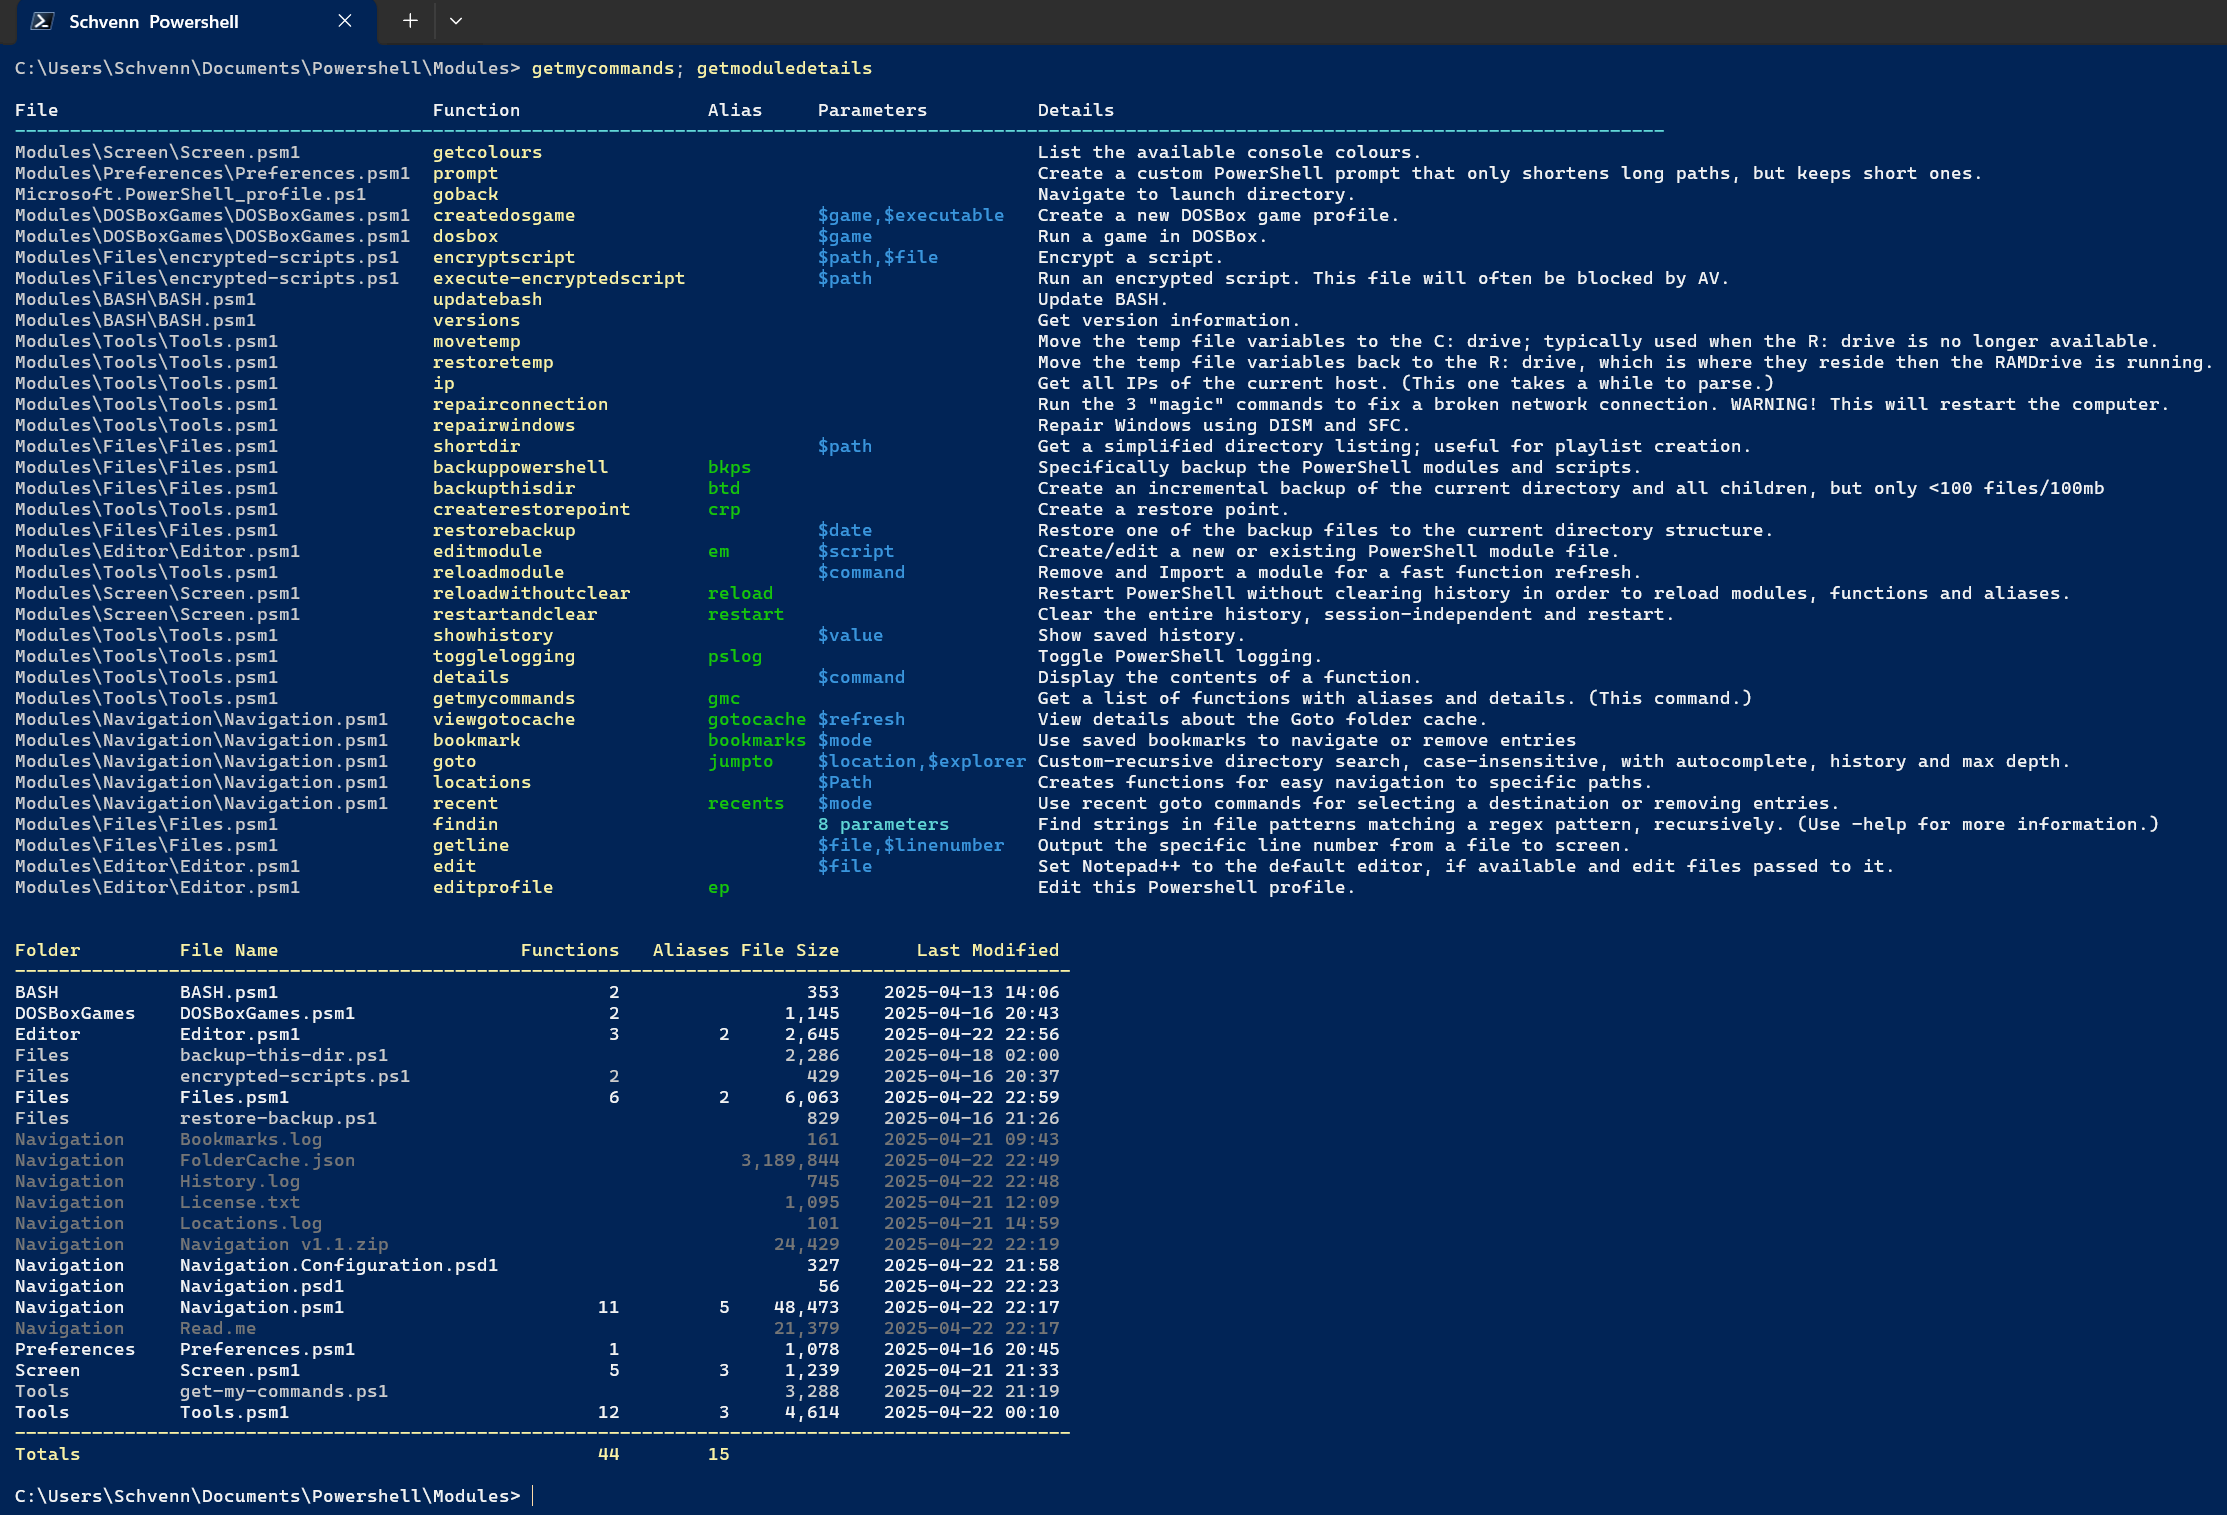 Schvenn Powershell
C:\Users\Schvenn\Documents\Powershell\Modules> getmycommands; getmoduledetails
File Function Alias Parameters Details
------------------------------------------------------------------------------------------------------------------------------------------------------
Modules\Screen\Screen.psm1 getcolours List the available console colours.
Modules\Preferences\Preferences.psm1 prompt Create a custom PowerShell prompt that only shortens long paths, but keeps short ones.
Microsoft.PowerShell_profile.ps1 goback Navigate to launch directory.
Modules\DOSBoxGames\DOSBoxGames.psm1 createdosgame $game,$executable Create a new DOSBox game profile.
Modules\DOSBoxGames\DOSBoxGames.psm1 dosbox $game Run a game in DOSBox.
Modules\Files\encrypted-scripts.ps1 encryptscript $path,$file Encrypt a script.
Modules\Files\encrypted-scripts.ps1 execute-encryptedscript $path Run an encrypted script. This file will often be blocked by AV.
Modules\BASH\BASH.psm1 updatebash Update BASH.
Modules\BASH\BASH.psm1 versions Get version information.
Modules\Tools\Tools.psm1 movetemp Move the temp file variables to the C: drive; typically used when the R: drive is no longer available.
Modules\Tools\Tools.psm1 restoretemp Move the temp file variables back to the R: drive, which is where they reside then the RAMDrive is running.
Modules\Tools\Tools.psm1 ip Get all IPs of the current host. (This one takes a while to parse.)
Modules\Tools\Tools.psm1 repairconnection Run the 3 "magic" commands to fix a broken network connection. WARNING! This will restart the computer.
Modules\Tools\Tools.psm1 repairwindows Repair Windows using DISM and SFC.
Modules\Files\Files.psm1 shortdir $path Get a simplified directory listing; useful for playlist creation.
Modules\Files\Files.psm1 backuppowershell bkps Specifically backup the PowerShell modules and scripts.
Modules\Files\Files.psm1 backupthisdir btd Create an incremental backup of the current directory and all children, but only <100 files/100mb
Modules\Tools\Tools.psm1 createrestorepoint crp Create a restore point.
Modules\Files\Files.psm1 restorebackup $date Restore one of the backup files to the current directory structure.
Modules\Editor\Editor.psm1 editmodule em $script Create/edit a new or existing PowerShell module file.
Modules\Tools\Tools.psm1 reloadmodule $command Remove and Import a module for a fast function refresh.
Modules\Screen\Screen.psm1 reloadwithoutclear reload Restart PowerShell without clearing history in order to reload modules, functions and aliases.
Modules\Screen\Screen.psm1 restartandclear restart Clear the entire history, session-independent and restart.
Modules\Tools\Tools.psm1 showhistory $value Show saved history.
Modules\Tools\Tools.psm1 togglelogging pslog Toggle PowerShell logging.
Modules\Tools\Tools.psm1 details $command Display the contents of a function.
Modules\Tools\Tools.psm1 getmycommands gmc Get a list of functions with aliases and details. (This command.)
Modules\Navigation\Navigation.psm1 viewgotocache gotocache $refresh View details about the Goto folder cache.
Modules\Navigation\Navigation.psm1 bookmark bookmarks $mode Use saved bookmarks to navigate or remove entries
Modules\Navigation\Navigation.psm1 goto jumpto $location,$explorer Custom-recursive directory search, case-insensitive, with autocomplete, history and max depth.
Modules\Navigation\Navigation.psm1 locations $Path Creates functions for easy navigation to specific paths.
Modules\Navigation\Navigation.psm1 recent recents $mode Use recent goto commands for selecting a destination or removing entries.
Modules\Files\Files.psm1 findin 8 parameters Find strings in file patterns matching a regex pattern, recursively. (Use -help for more information.)
Modules\Files\Files.psm1 getline $file,$linenumber Output the specific line number from a file to screen.
Modules\Editor\Editor.psm1 edit $file Set Notepad++ to the default editor, if available and edit files passed to it.
Modules\Editor\Editor.psm1 editprofile ep Edit this Powershell profile.
Folder File Name Functions Aliases File Size Last Modified
------------------------------------------------------------------------------------------------
BASH BASH.psm1 2 353 2025-04-13 14:06
DOSBoxGames DOSBoxGames.psm1 2 1,145 2025-04-16 20:43
Editor Editor.psm1 3 2 2,645 2025-04-22 22:56
Files backup-this-dir.ps1 2,286 2025-04-18 02:00
Files encrypted-scripts.ps1 2 429 2025-04-16 20:37
Files Files.psm1 6 2 6,063 2025-04-22 22:59
Files restore-backup.ps1 829 2025-04-16 21:26
Navigation Bookmarks.log 161 2025-04-21 09:43
Navigation FolderCache.json 3,189,844 2025-04-22 22:49
Navigation History.log 745 2025-04-22 22:48
Navigation License.txt 1,095 2025-04-21 12:09
Navigation Locations.log 101 2025-04-21 14:59
Navigation Navigation v1.1.zip 24,429 2025-04-22 22:19
Navigation Navigation.Configuration.psd1 327 2025-04-22 21:58
Navigation Navigation.psd1 56 2025-04-22 22:23
Navigation Navigation.psm1 11 5 48,473 2025-04-22 22:17
Navigation Read.me 21,379 2025-04-22 22:17
Preferences Preferences.psm1 1 1,078 2025-04-16 20:45
Screen Screen.psm1 5 3 1,239 2025-04-21 21:33
Tools get-my-commands.ps1 3,288 2025-04-22 21:19
Tools Tools.psm1 12 3 4,614 2025-04-22 00:10
------------------------------------------------------------------------------------------------
Totals 44 15
C:\Users\Schvenn\Documents\Powershell\Modules>